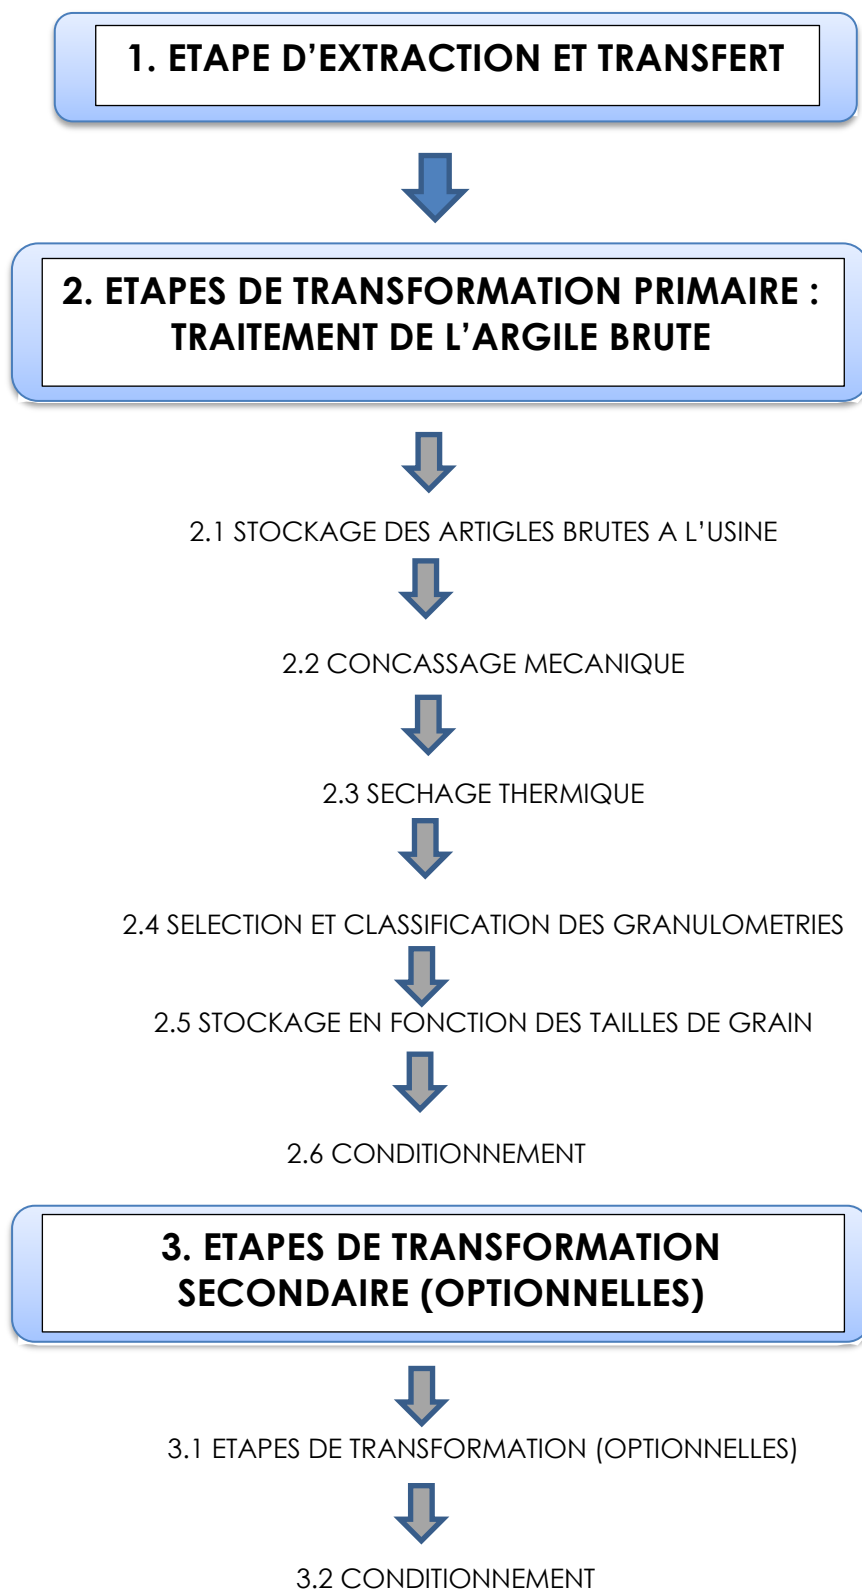 1. ETAPE D’EXTRACTION ET TRANSFERT
2. ETAPES DE TRANSFORMATION PRIMAIRE :
TRAITEMENT DE L’ARGILE BRUTE
2.1 STOCKAGE DES ARTIGLES BRUTES A L’USINE
2.2 CONCASSAGE MECANIQUE
2.3 SECHAGE THERMIQUE
2.4 SELECTION ET CLASSIFICATION DES GRANULOMETRIES
2.5 STOCKAGE EN FONCTION DES TAILLES DE GRAIN
2.6 CONDITIONNEMENT
3. ETAPES DE TRANSFORMATION
SECONDAIRE (OPTIONNELLES)
3.1 ETAPES DE TRANSFORMATION (OPTIONNELLES)
3.2 CONDITIONNEMENT